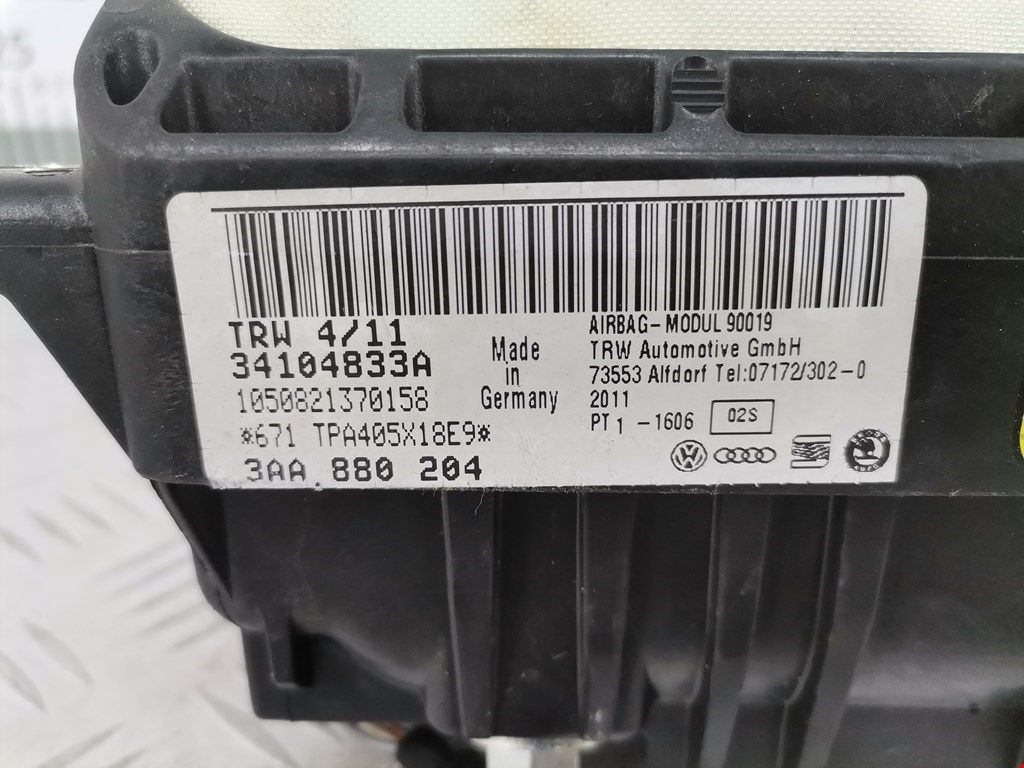 TRW 4/11
34104833A
1050821370158
*671 TPA405X18E9*
3AA 880 204
Made
in
Germany
AIRBAG-MODUL 90019
TRW Automotive GmbH
73553 Alfdorf Tel:07172/302-0
2011
PT1 -1606 02S